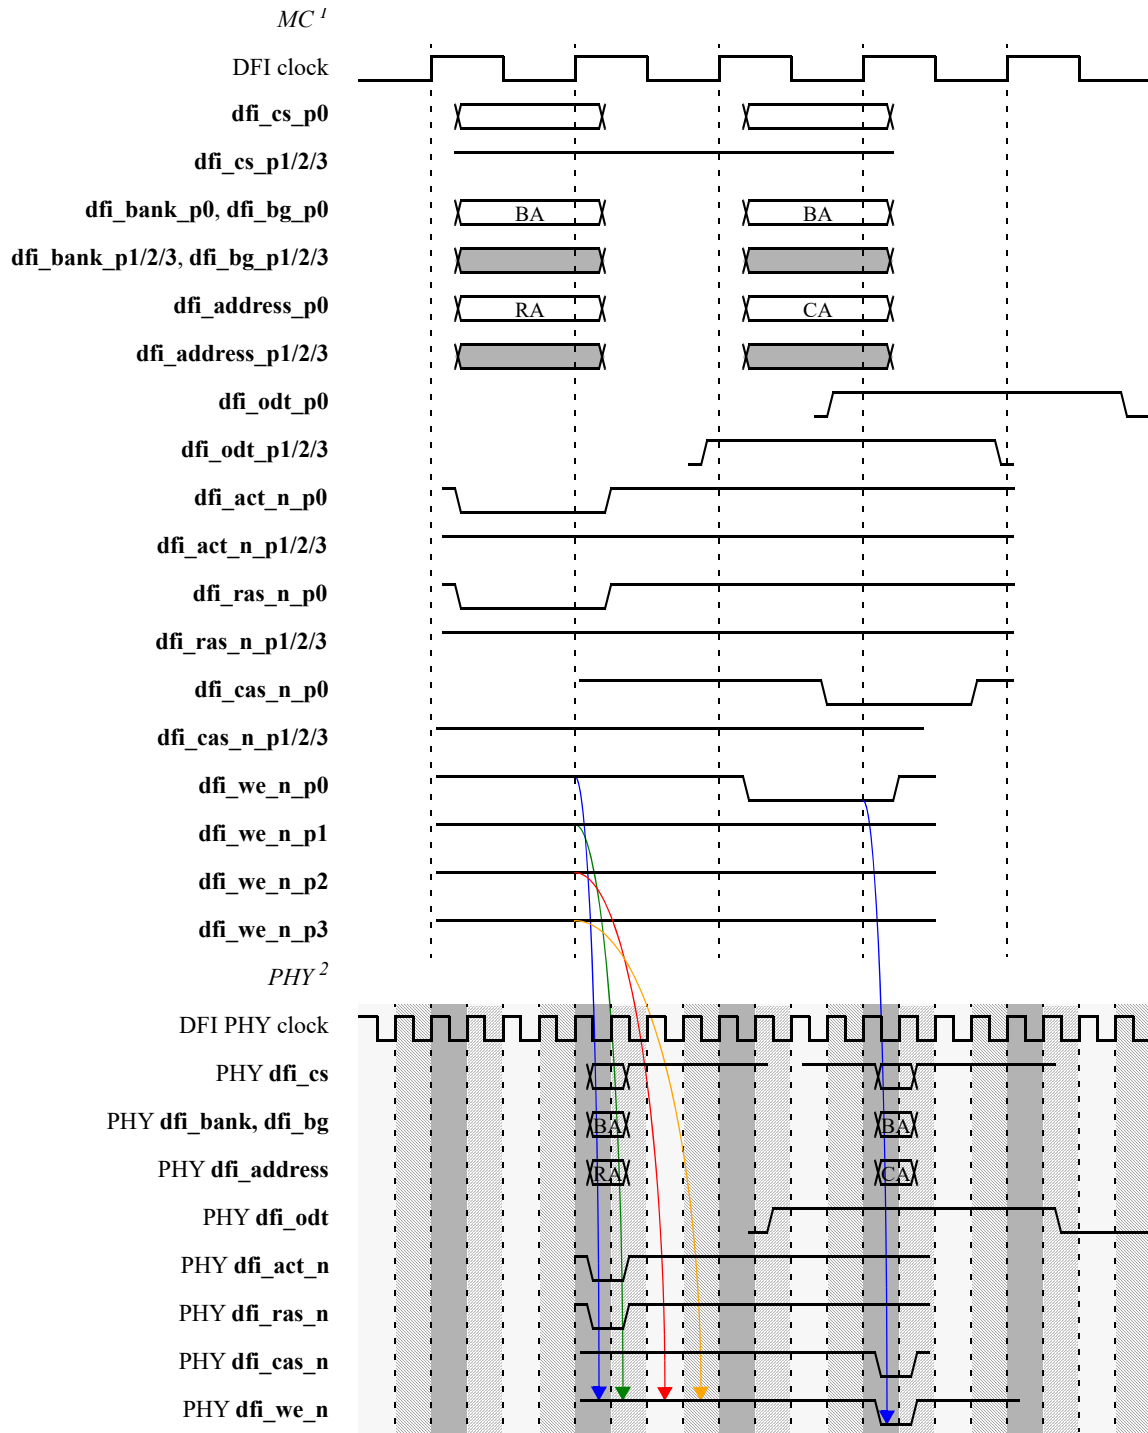 MC 1
DFI clock
dfi_cs_p0
dfi_cs_p1/2/3
dfi_bank_p0, dfi_bg_p0 BA BA
dfi_bank_p1/2/3, dfi_bg_p1/2/3
dfi_address_p0 RA CA
dfi_address_p1/2/3
dfi_odt_p0
dfi_odt_p1/2/3
dfi_act_n_p0
dfi_act_n_p1/2/3
dfi_ras_n_p0
dfi_ras_n_p1/2/3
dfi_cas_n_p0
dfi_cas_n_p1/2/3
dfi_we_n_p0
dfi_we_n_p1
dfi_we_n_p2
dfi_we_n_p3
PHY 2
DFI PHY clock
PHY dfi_cs
PHY dfi_bank, dfi_bg BA BA
PHY dfi_address RA CA
PHY dfi_odt
PHY dfi_act_n
PHY dfi_ras_n
PHY dfi_cas_n
PHY dfi_we_n